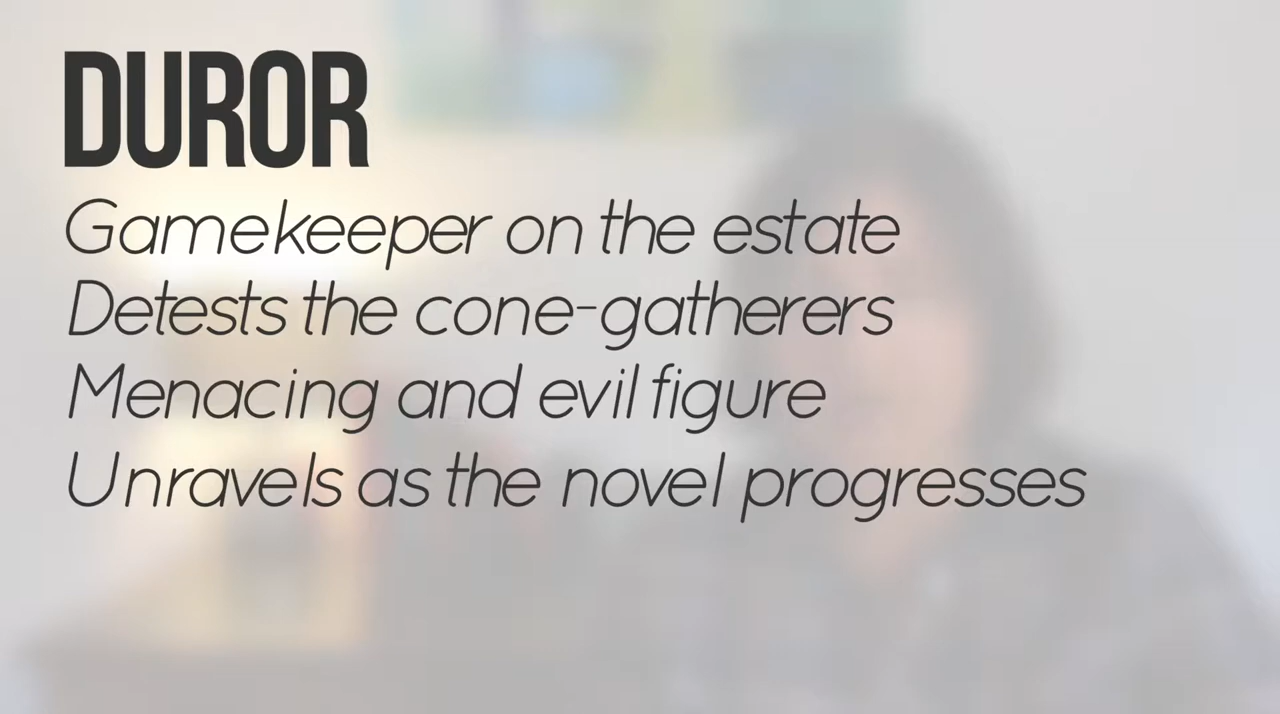 DUROR
Gamekeeper on the estate
Detests the cone-gatherers
Menacing and evil figure
Unravels as the novel progresses